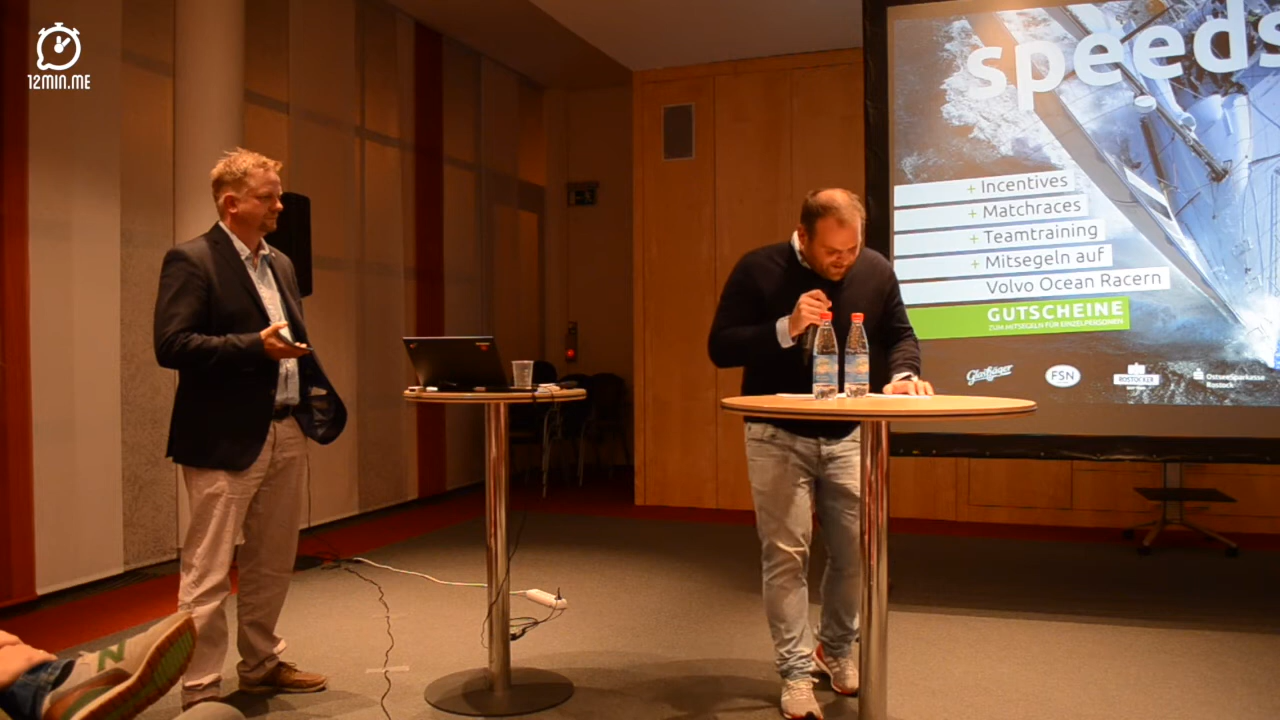 12MIN.ME
speeds
+ Incentives
+ Matchraces
+ Teamtraining
+ Mitsegeln auf
Volvo Ocean Racern
GUTSCHEINE
ZUM MITSEGELN FÜR EINZELPERSONEN
Glashäger
FSN
ROSTOCKER
OstseeSparkasse
Rostock
N